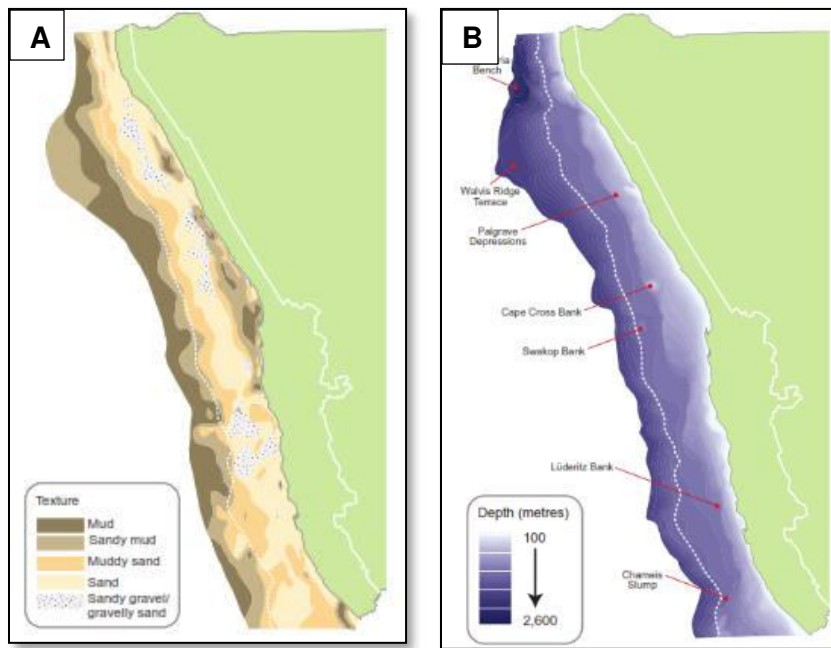 A
Texture
Mud
Sandy mud
Muddy sand
Sand
Sandy gravel/
gravelly sand
B
Bench
Walvis Ridge
Terrace
Palgrave
Depressions
Cape Cross Bank
Swakop Bank
Lüderitz Bank
Chameis
Slump
Depth (metres)
100
2,600